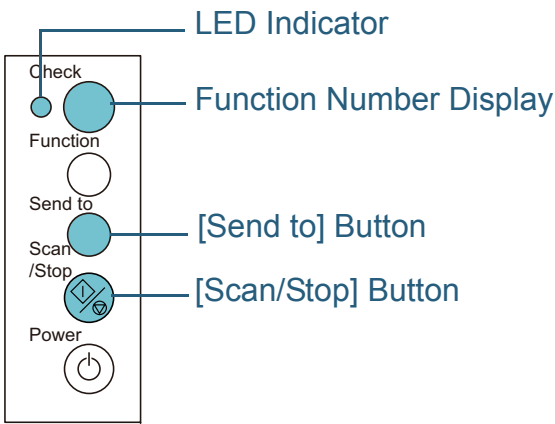 LED Indicator
Check
Function Number Display
Function
Send to
[Send to] Button
Scan
/Stop
[Scan/Stop] Button
Power